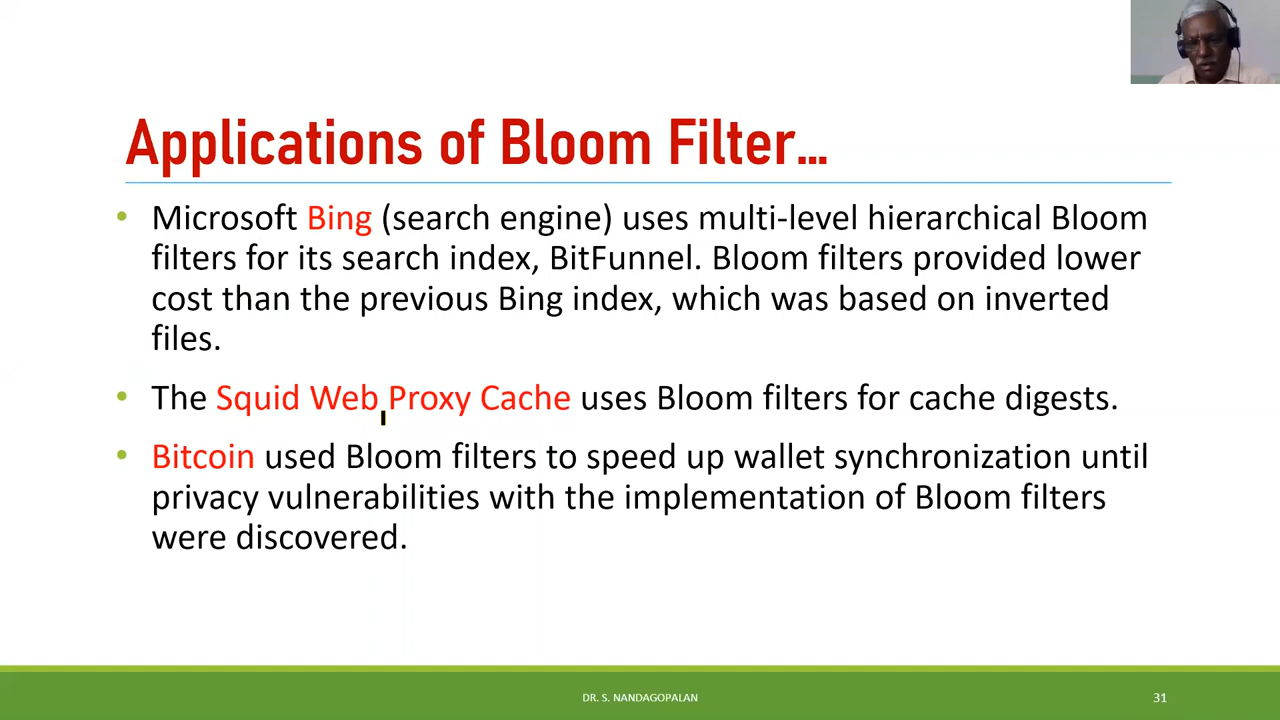 Applications of Bloom Filter...
• Microsoft Bing (search engine) uses multi-level hierarchical Bloom
filters for its search index, BitFunnel. Bloom filters provided lower
cost than the previous Bing index, which was based on inverted
files.
• The Squid Web Proxy Cache uses Bloom filters for cache digests.
• Bitcoin used Bloom filters to speed up wallet synchronization until
privacy vulnerabilities with the implementation of Bloom filters
were discovered.
DR. S. NANDAGOPALAN
31